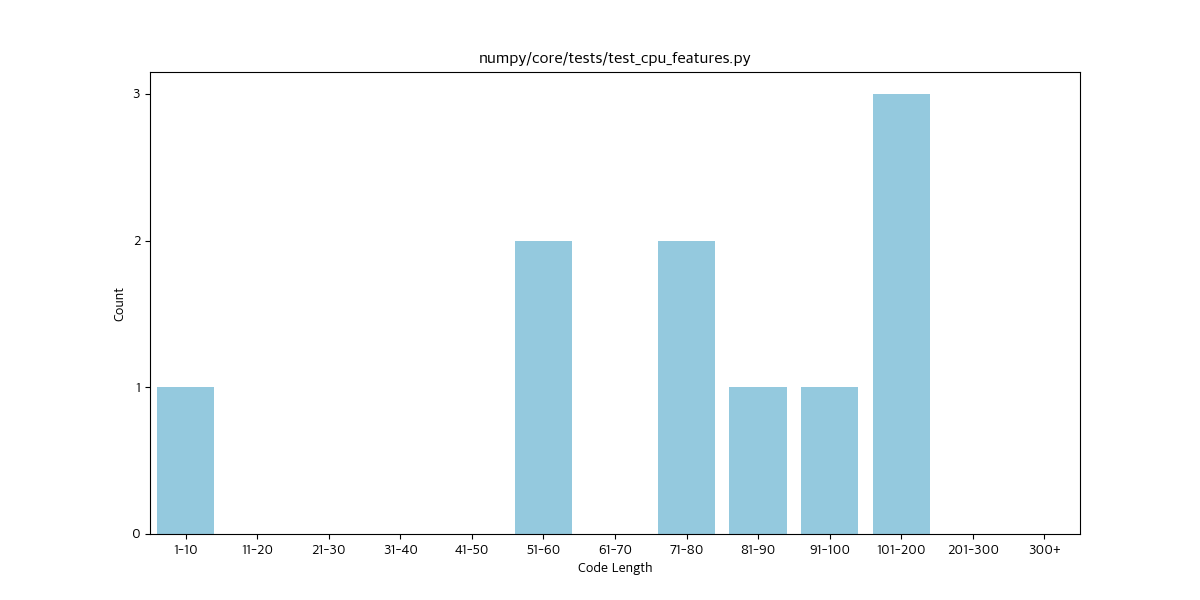 numpy/core/tests/test_cpu_features.py
3
2
1
0
Count
1-10 11-20 21-30 31-40 41-50 51-60 61-70 71-80 81-90 91-100 101-200 201-300 300+
Code Length